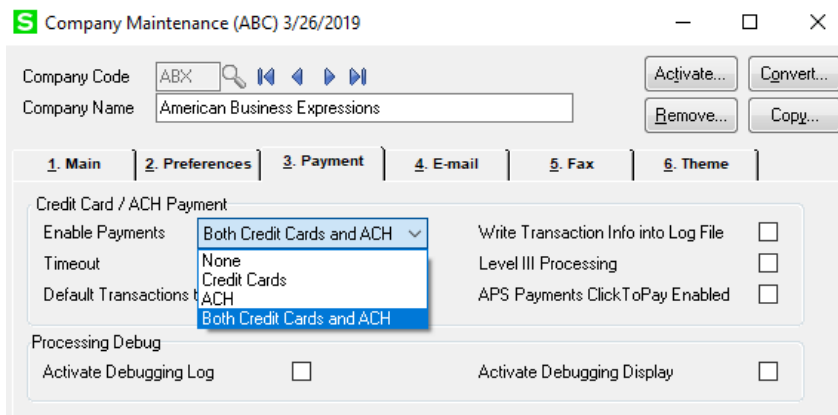 S Company Maintenance (ABC) 3/26/2019
Company Code ABX Activate... Convert...
Company Name American Business Expressions Remove... Copy...
1. Main 2. Preferences 3. Payment 4. E-mail 5. Fax 6. Theme
Credit Card / ACH Payment
Enable Payments Both Credit Cards and ACH Write Transaction Info into Log File
None
Timeout Level III Processing
Credit Cards
Default Transactions ACH APS Payments ClickToPay Enabled
Both Credit Cards and ACH
Processing Debug
Activate Debugging Log Activate Debugging Display